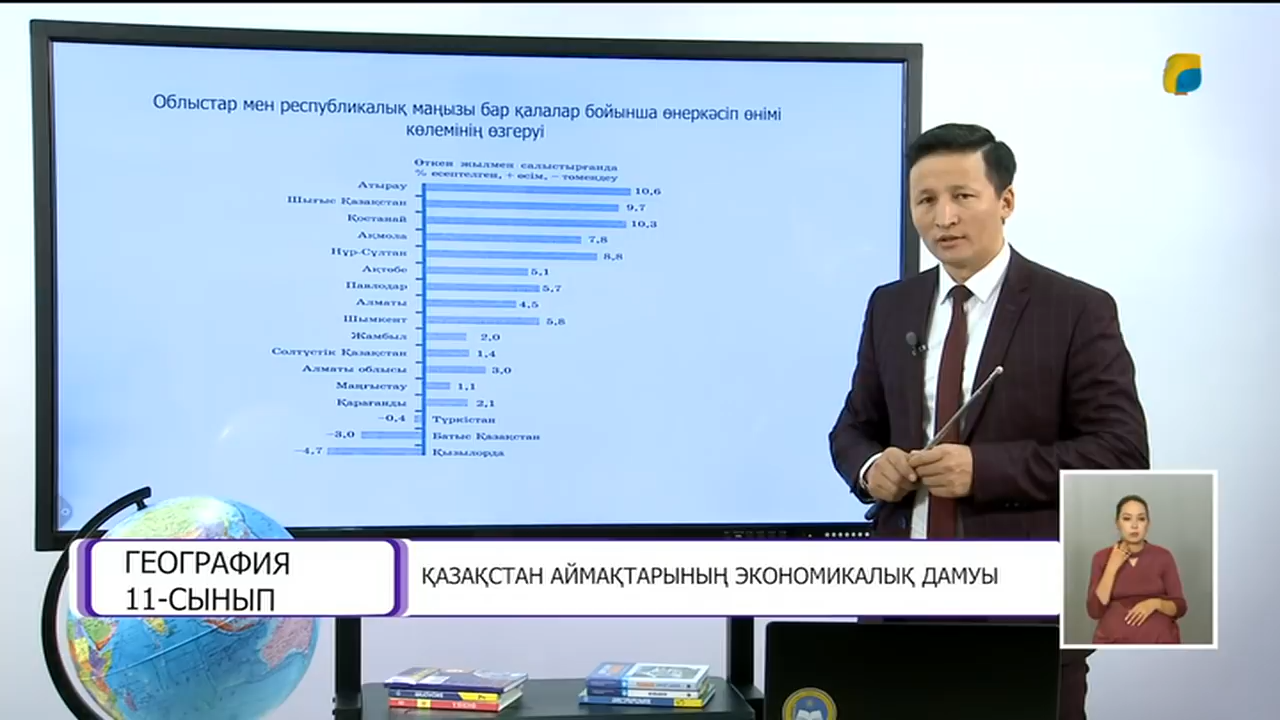 Облыстар мен республикалық маңызы бар қалалар бойынша өнеркәсіп өнімі
көлемінің өзгеруі
Өткен жылмен салыстырғанда
% есептелген, + өсім, − төмендеу
Атырау 10,6
Шығыс Қазақстан 9,7
Қостанай 10,3
Ақмола 7,8
Нұр-Сұлтан 8,8
Ақтөбе 5,1
Павлодар 5,7
Алматы 4,5
Шымкент 5,8
Жамбыл 2,0
Солтүстік Қазақстан 1,4
Алматы облысы 3,0
Маңғыстау 1,1
Қарағанды 2,1
−0,4 Түркістан
−3,0 Батыс Қазақстан
−4,7 Қызылорда
ГЕОГРАФИЯ
11-СЫНЫП
ҚАЗАҚСТАН АЙМАҚТАРЫНЫҢ ЭКОНОМИКАЛЫҚ ДАМУЫ